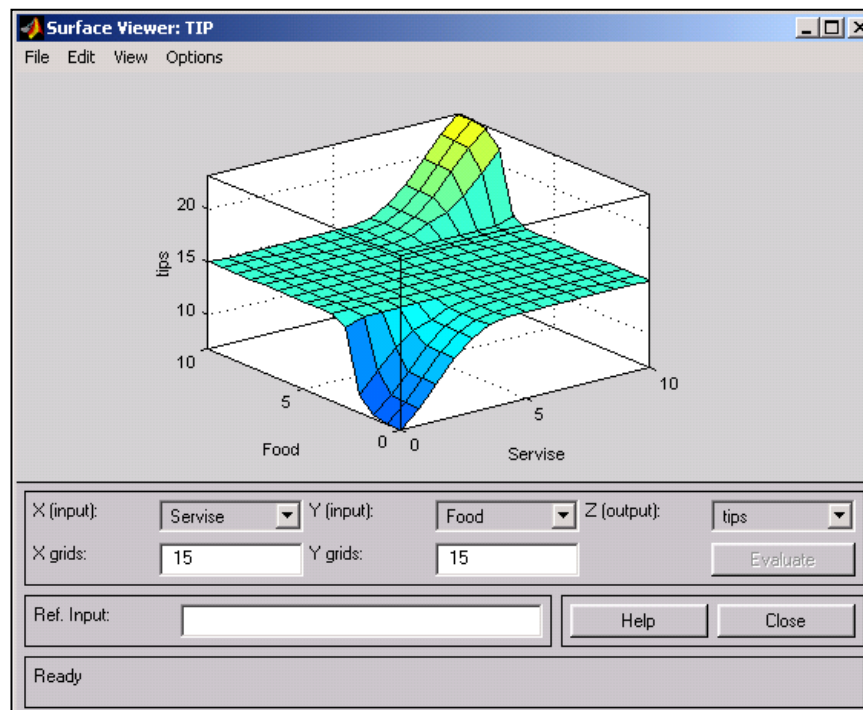 Surface Viewer: TIP
File Edit View Options
20
15
10
tips
10
5
0
Food
0
5
10
Servise
X (input): Servise Y (input): Food Z (output): tips
X grids: 15 Y grids: 15 Evaluate
Ref. Input: Help Close
Ready